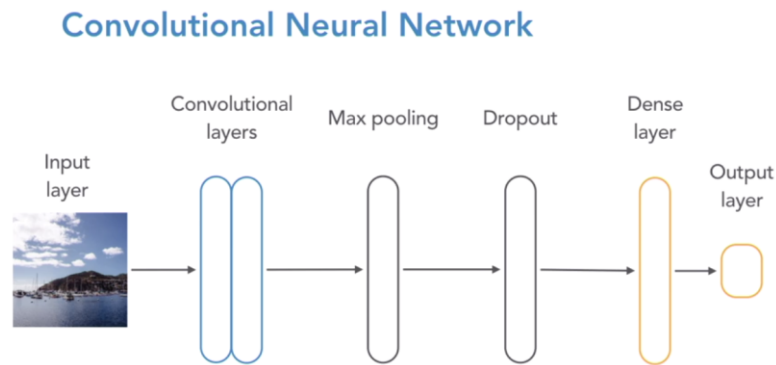 Convolutional Neural Network
Input
layer
Convolutional
layers
Max pooling
Dropout
Dense
layer
Output
layer